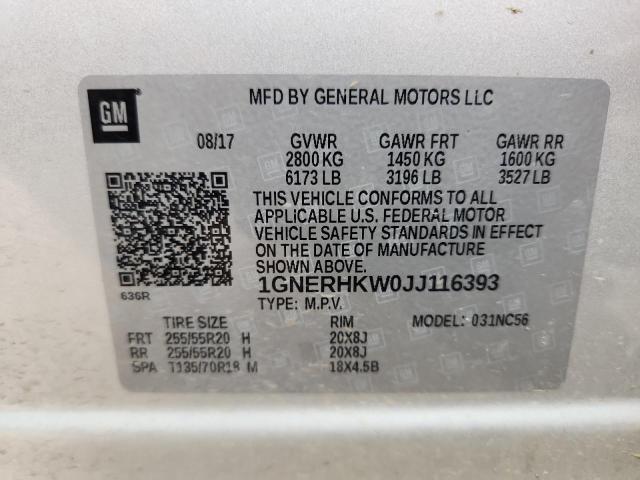 GM
MFD BY GENERAL MOTORS LLC
08/17 GVWR GAWR FRT GAWR RR
2800 KG 1450 KG 1600 KG
6173 LB 3196 LB 3527 LB
THIS VEHICLE CONFORMS TO ALL
APPLICABLE U.S. FEDERAL MOTOR
VEHICLE SAFETY STANDARDS IN EFFECT
ON THE DATE OF MANUFACTURE
SHOWN ABOVE.
1GNERHKW0JJ116393
636R
TYPE: M.P.V.
TIRE SIZE RIM MODEL: 031NC56
FRT 255/55R20 H 20X8J
RR 255/55R20 H 20X8J
SPA T135/70R18 M 18X4.5B